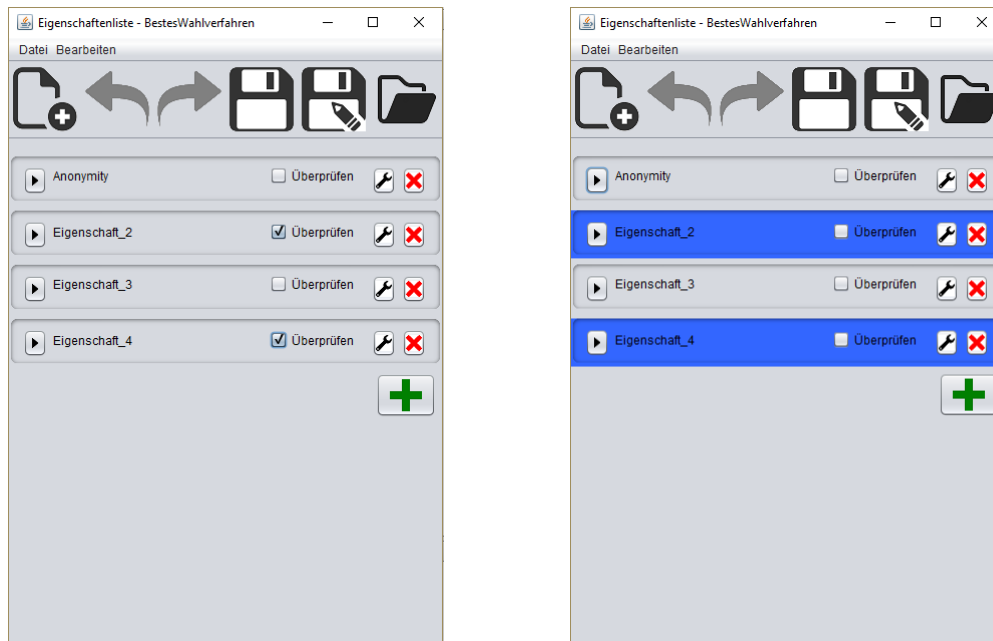 Eigenschaftenliste - BestesWahlverfahren
Datei Bearbeiten
Anonymity Überprüfen
Eigenschaft_2 Überprüfen
Eigenschaft_3 Überprüfen
Eigenschaft_4 Überprüfen
Eigenschaftenliste - BestesWahlverfahren
Datei Bearbeiten
Anonymity Überprüfen
Eigenschaft_2 Überprüfen
Eigenschaft_3 Überprüfen
Eigenschaft_4 Überprüfen